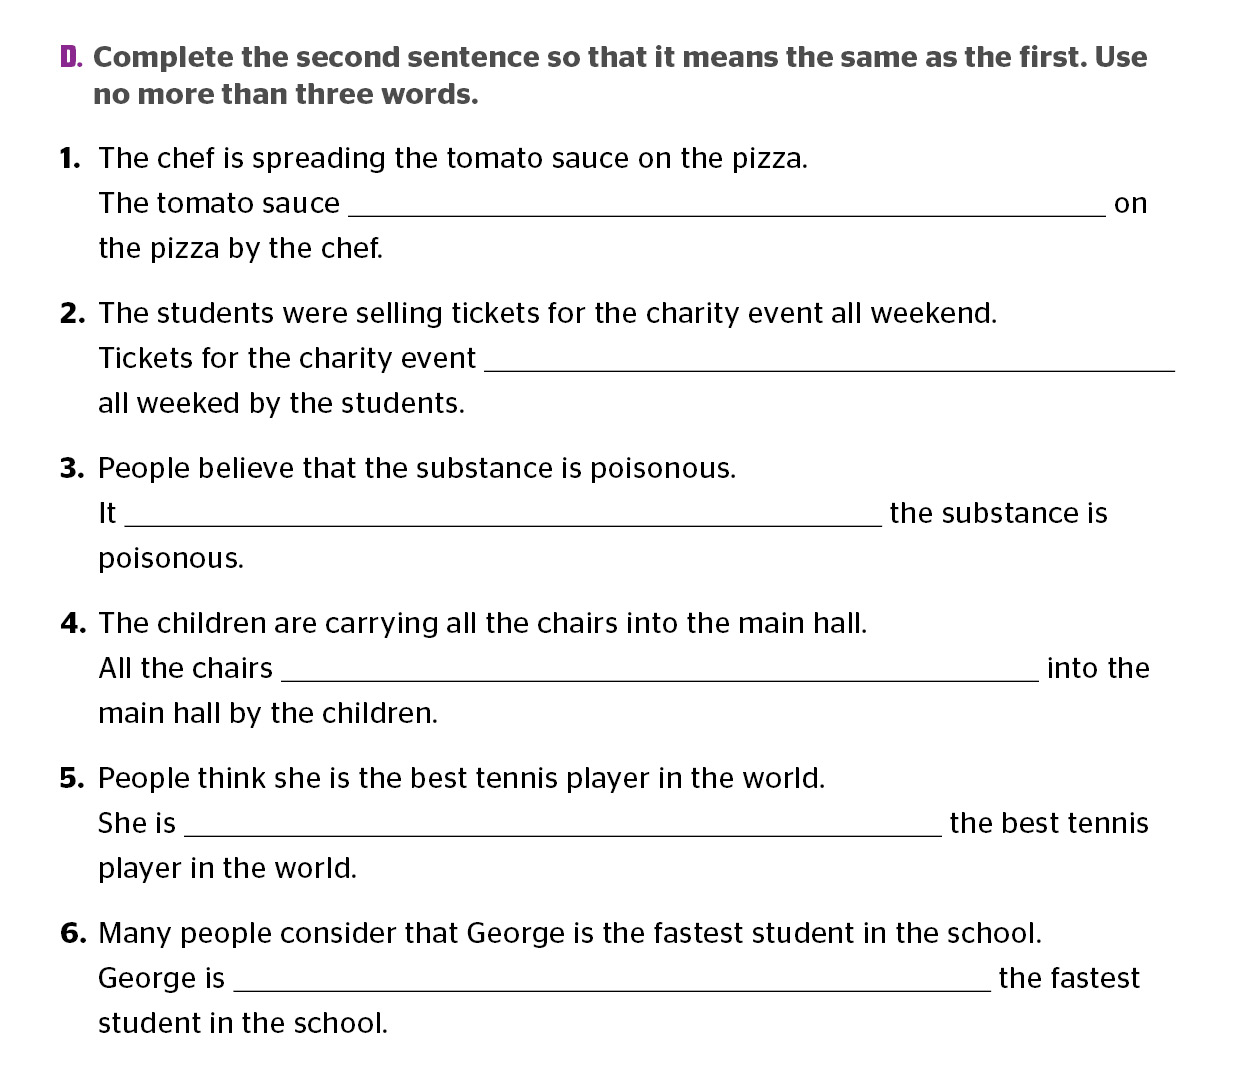 D. Complete the second sentence so that it means the same as the first. Use
no more than three words.
1. The chef is spreading the tomato sauce on the pizza.
The tomato sauce ______ on
the pizza by the chef.
2. The students were selling tickets for the charity event all weekend.
Tickets for the charity event ______
all weeked by the students.
3. People believe that the substance is poisonous.
It ______ the substance is
poisonous.
4. The children are carrying all the chairs into the main hall.
All the chairs ______ into the
main hall by the children.
5. People think she is the best tennis player in the world.
She is ______ the best tennis
player in the world.
6. Many people consider that George is the fastest student in the school.
George is ______ the fastest
student in the school.